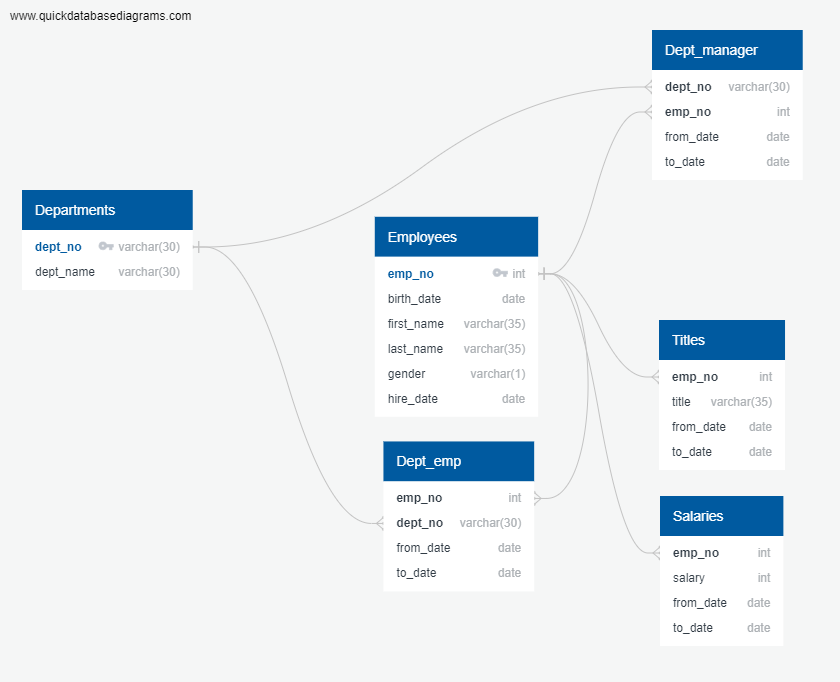 www.quickdatabasediagrams.com
Dept_manager
dept_no varchar(30)
emp_no int
from_date date
to_date date
Departments
dept_no varchar(30)
dept_name varchar(30)
Employees
emp_no int
birth_date date
first_name varchar(35)
last_name varchar(35)
gender varchar(1)
hire_date date
Titles
emp_no int
title varchar(35)
from_date date
to_date date
Dept_emp
emp_no int
dept_no varchar(30)
from_date date
to_date date
Salaries
emp_no int
salary int
from_date date
to_date date